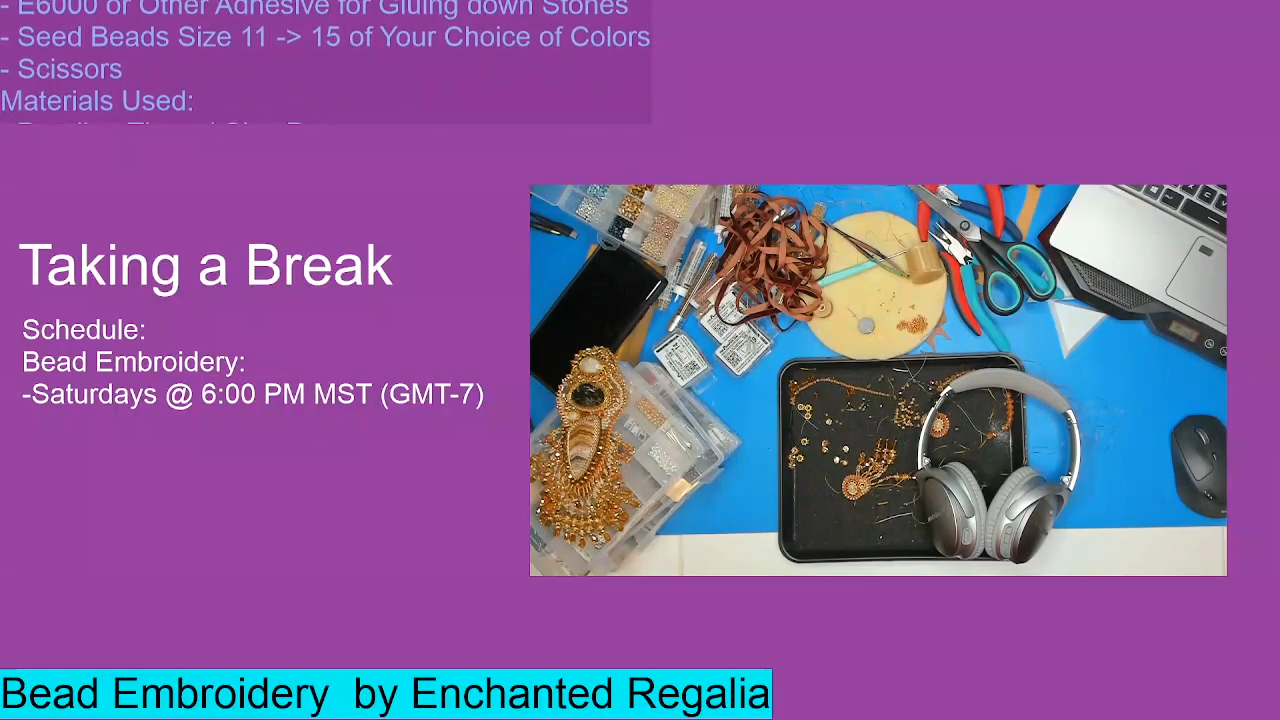 - E6000 or Other Adhesive for Gluing down Stones
- Seed Beads Size 11 -> 15 of Your Choice of Colors
- Scissors
Materials Used:
Taking a Break
Schedule:
Bead Embroidery:
-Saturdays @ 6:00 PM MST (GMT-7)
Bead Embroidery by Enchanted Regalia